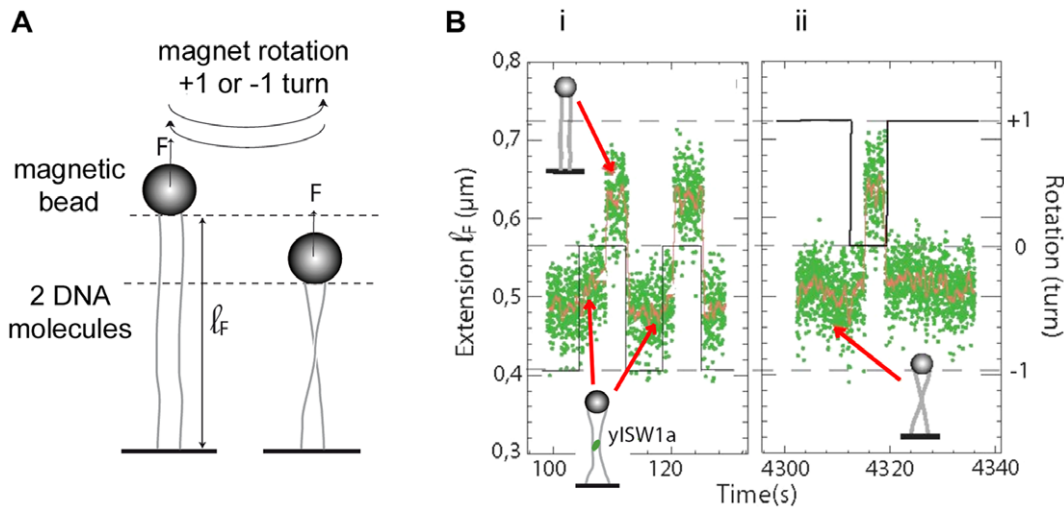 A
magnet rotation
+1 or -1 turn
F
magnetic
bead
F
2 DNA
molecules
ℓF
B
i
ii
0,8
0,7
0,6
0,5
0,4
0,3
Extension ℓF (µm)
yISW1a
100
120
4300
4320
4340
Time(s)
+1
0
-1
Rotation (turn)